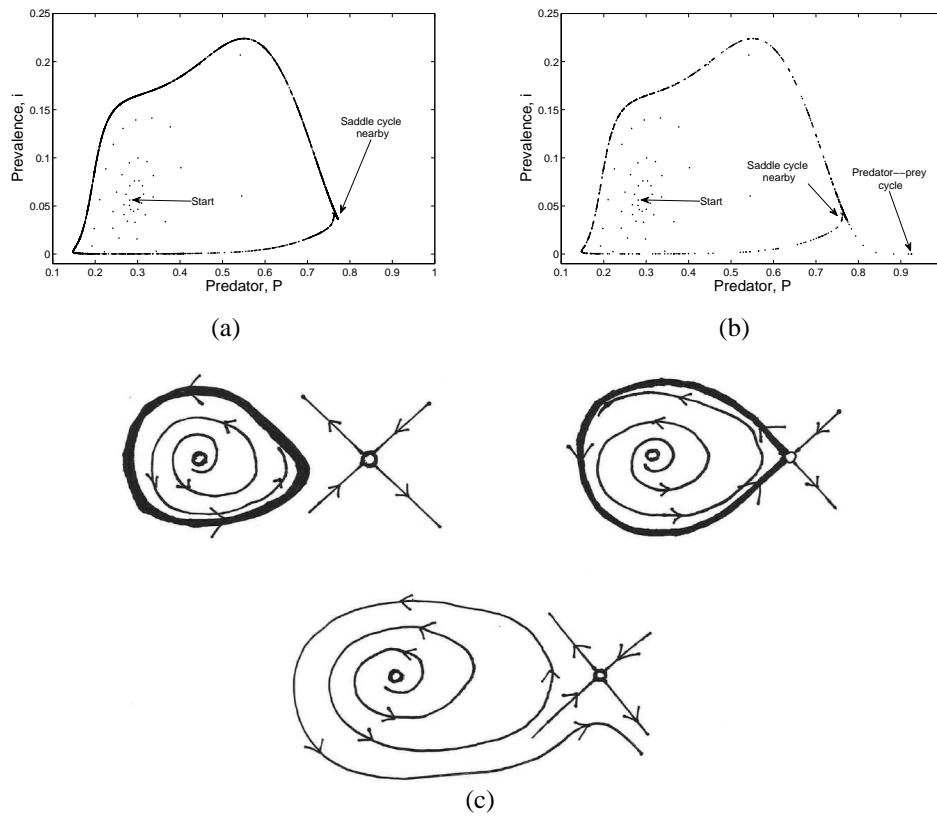 0.25
0.2
0.15
0.1
0.05
0
Prevalence, i
0.1 0.2 0.3 0.4 0.5 0.6 0.7 0.8 0.9 1
Predator, P
Start
Saddle cycle
nearby
(a)
0.25
0.2
0.15
0.1
0.05
0
Prevalence, i
0.1 0.2 0.3 0.4 0.5 0.6 0.7 0.8 0.9
Predator, P
Start
Saddle cycle
nearby
Predator−−prey
cycle
(b)
(c)